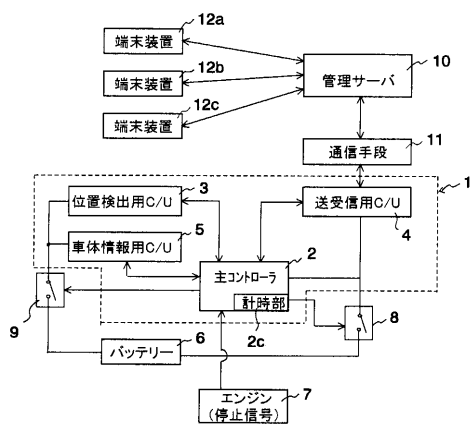 12a
端末装置
12b
端末装置
12c
端末装置
10
管理サーバ
11
通信手段
1
3
位置検出用C/U
送受信用C/U
4
5
車体情報用C/U
2
主コントローラ
計時部
2c
9
8
6
バッテリー
エンジン
(停止信号)
7